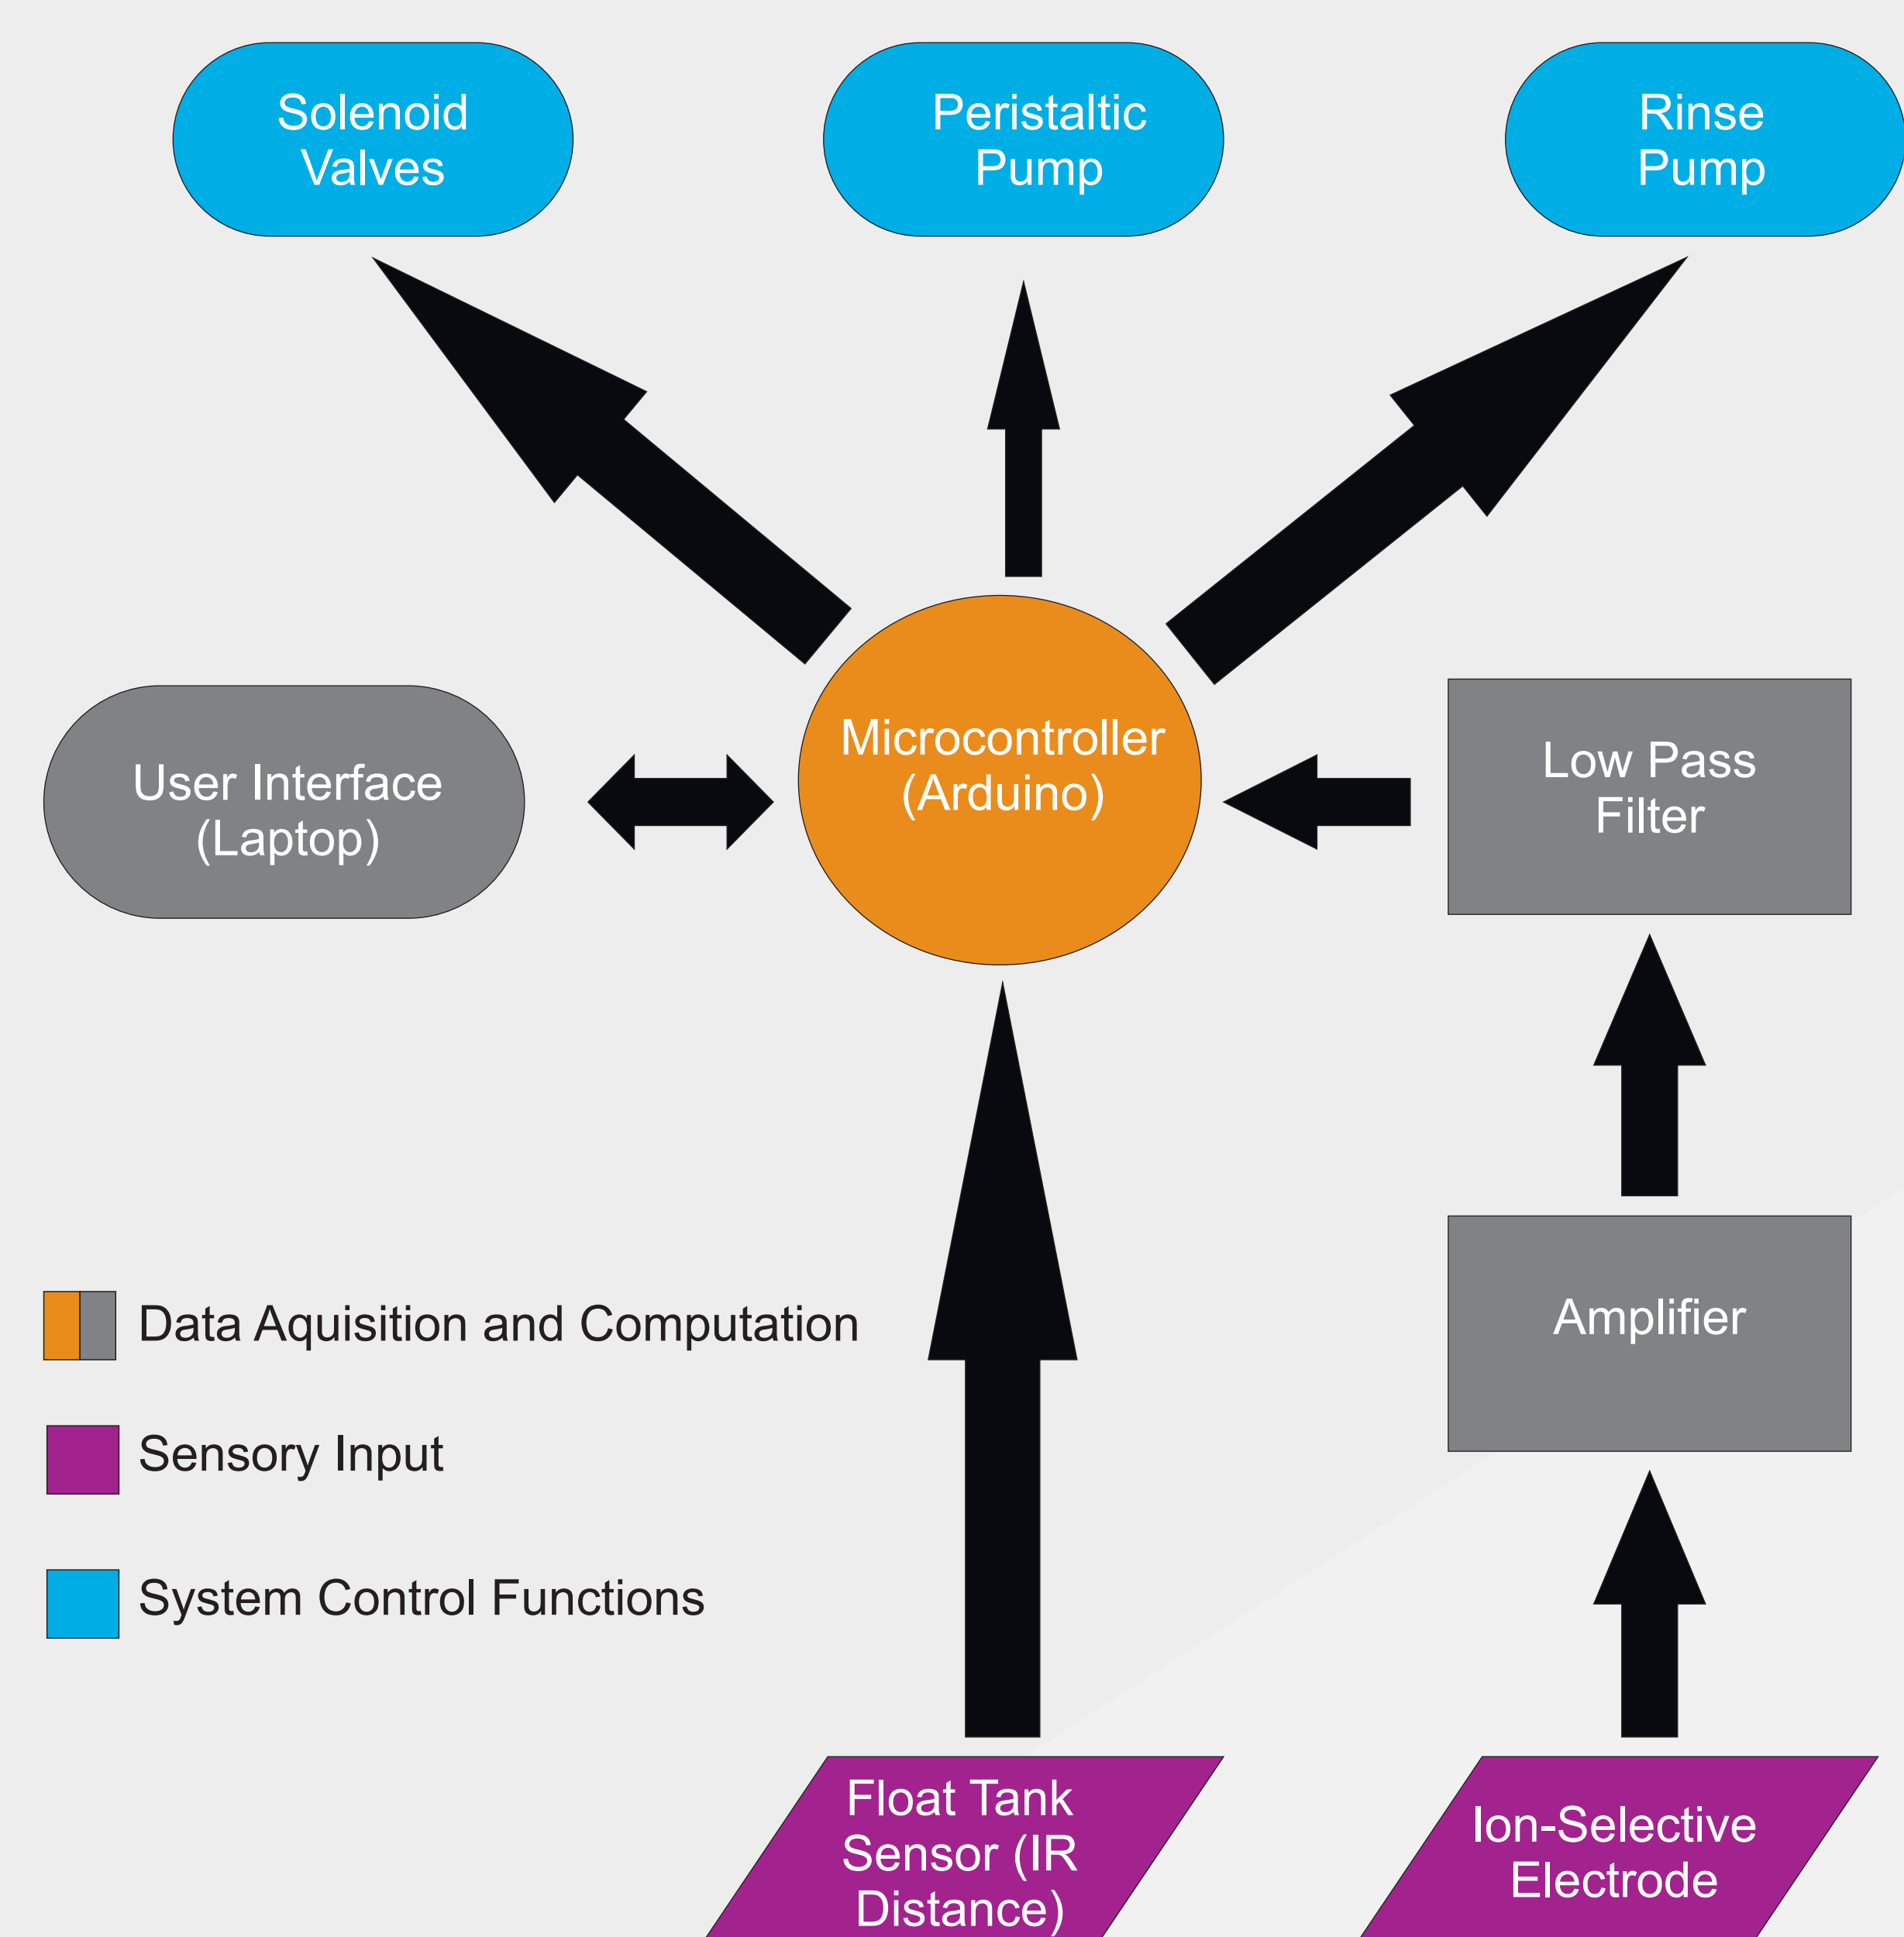 Solenoid
Valves
Peristaltic
Pump
Rinse
Pump
User Interface
(Laptop)
Microcontroller
(Arduino)
Low Pass
Filter
Amplifier
Data Aquisition and Computation
Sensory Input
System Control Functions
Float Tank
Sensor (IR
Distance)
Ion-Selective
Electrode